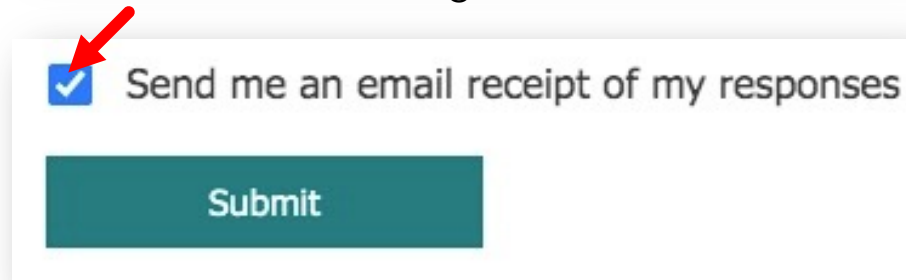 Send me an email receipt of my responses
Submit